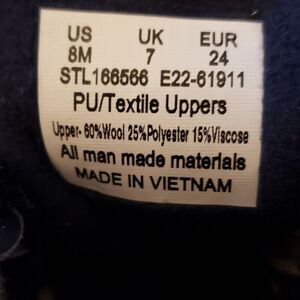 US UK EUR
8M 7 24
STL166566 E22-61911
PU/Textile Uppers
Upper- 60%Wool 25%Polyester 15%Viscose
All man made materials
MADE IN VIETNAM